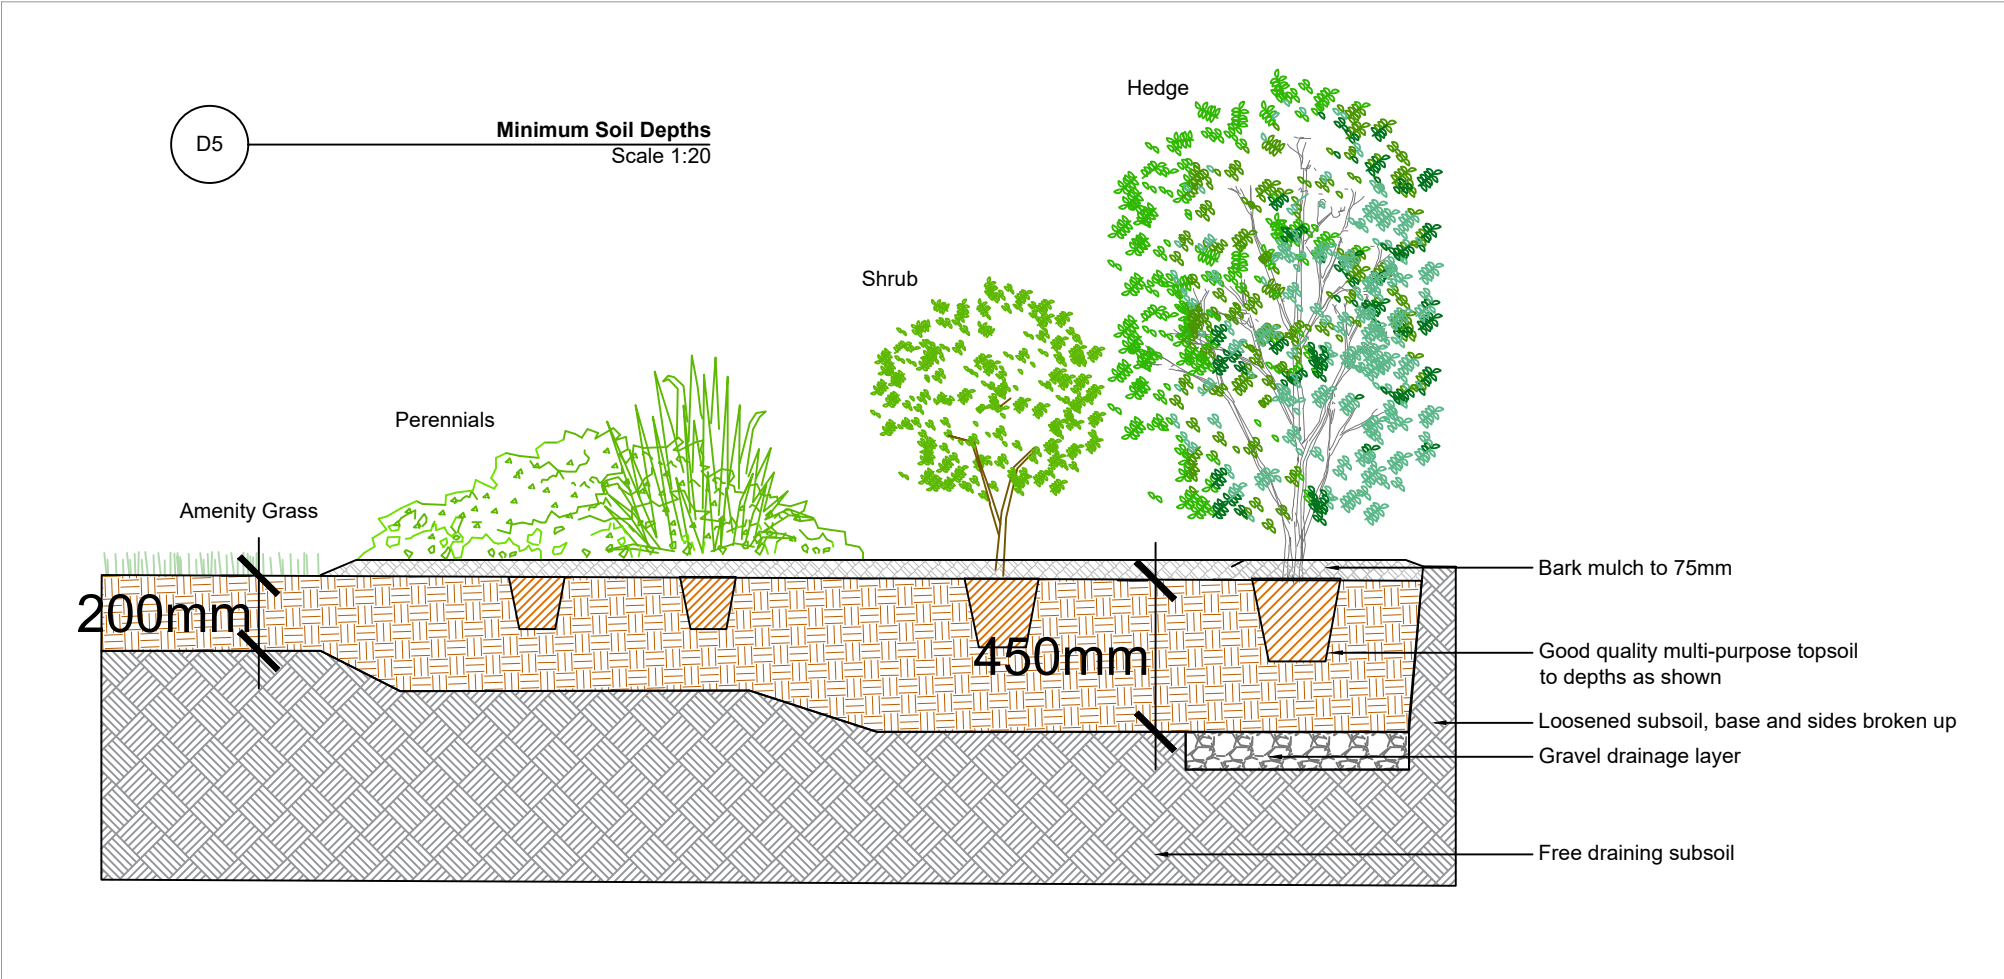 D5
Minimum Soil Depths
Scale 1:20
Hedge
Shrub
Perennials
Amenity Grass
200mm
450mm
Bark mulch to 75mm
Good quality multi-purpose topsoil
to depths as shown
Loosened subsoil, base and sides broken up
Gravel drainage layer
Free draining subsoil